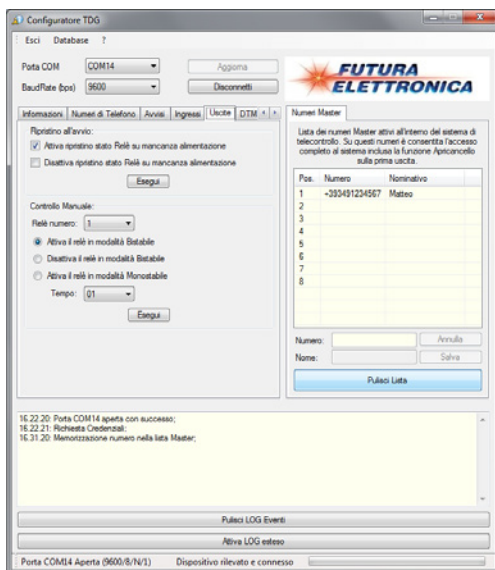 Configuratore TDG
Esci Database ?
Porta COM COM14 Aggiorna
BaudRate (bps) 9600 Disconnetti
FUTURA
ELETTRONICA
Informazioni Numeri di Telefono Avvisi Ingressi Uscite DTM
Ripristino all'avvio:
Attiva ripristino stato Relè su mancanza alimentazione
Disattiva ripristino stato Relè su mancanza alimentazione
Esegui
Controllo Manuale:
Relè numero: 1
Attiva il relè in modalità Bistabile
Disattiva il relè in modalità Bistabile
Attiva il relè in modalità Monostabile
Tempo: 01
Esegui
Numeri Master
Lista dei numeri Master attivi all'interno del sistema di
telecontrollo. Su questi numeri è consentita l'accesso
completo al sistema inclusa la funzione Apricancello
sulla prima uscita.
Pos. Numero Nominativo
1 +393491234567 Matteo
2
3
4
5
6
7
8
Numero: Annulla
Nome: Salva
Pulisci Lista
16.22.20: Porta COM14 aperta con successo;
16.22.21: Richiesta Credenziali;
16.31.20: Memorizzazione numero nella lista Master;
Pulisci LOG Eventi
Attiva LOG esteso
Porta COM14 Aperta (9600/8/N/1) Dispositivo rilevato e connesso